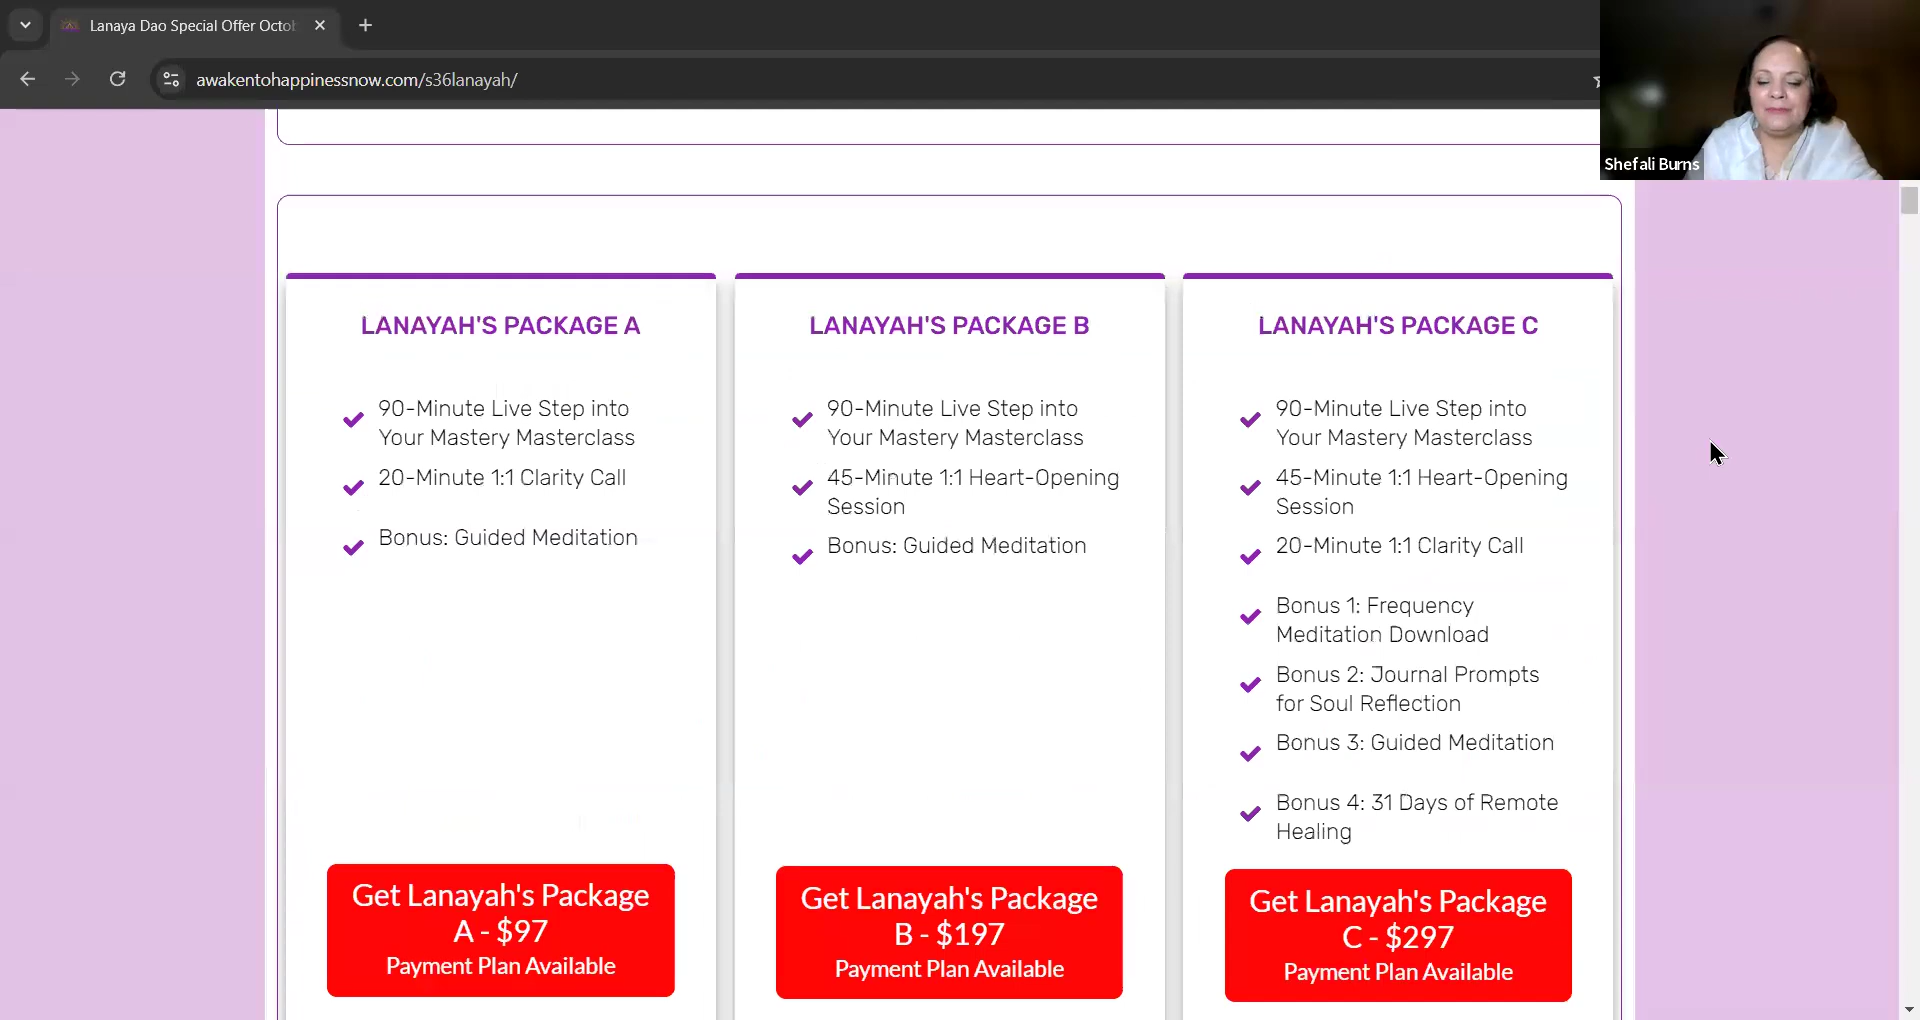 Lanaya Dao Special Offer Octob
awakentohappinessnow.com/s36lanayah/
Shefali Burns
LANAYAH'S PACKAGE A
90-Minute Live Step into
Your Mastery Masterclass
20-Minute 1:1 Clarity Call
Bonus: Guided Meditation
Get Lanayah's Package
A - $97
Payment Plan Available
LANAYAH'S PACKAGE B
90-Minute Live Step into
Your Mastery Masterclass
45-Minute 1:1 Heart-Opening
Session
Bonus: Guided Meditation
Get Lanayah's Package
B - $197
Payment Plan Available
LANAYAH'S PACKAGE C
90-Minute Live Step into
Your Mastery Masterclass
45-Minute 1:1 Heart-Opening
Session
20-Minute 1:1 Clarity Call
Bonus 1: Frequency
Meditation Download
Bonus 2: Journal Prompts
for Soul Reflection
Bonus 3: Guided Meditation
Bonus 4: 31 Days of Remote
Healing
Get Lanayah's Package
C - $297
Payment Plan Available